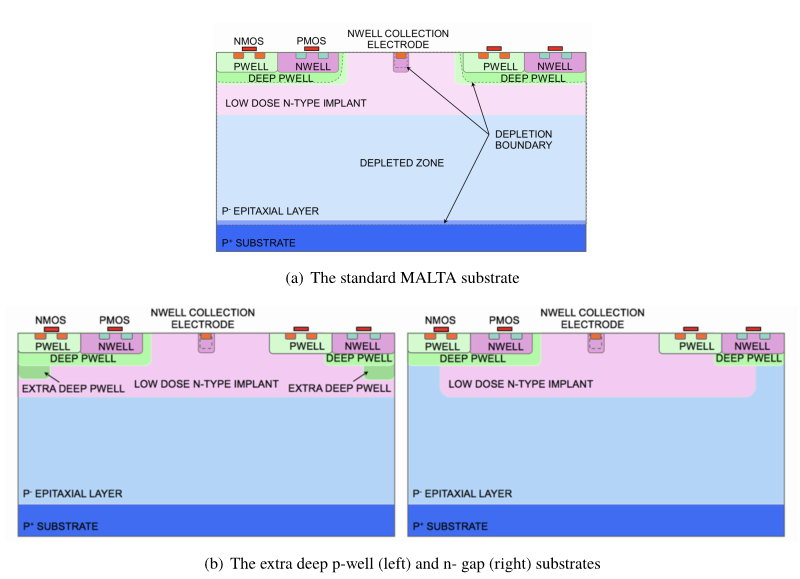 NWELL COLLECTION
ELECTRODE
NMOS PMOS
PWELL NWELL PWELL NWELL
DEEP PWELL DEEP PWELL
LOW DOSE N-TYPE IMPLANT
DEPLETION
BOUNDARY
DEPLETED ZONE
P- EPITAXIAL LAYER
P+ SUBSTRATE
(a) The standard MALTA substrate
NWELL COLLECTION
ELECTRODE
NMOS PMOS
PWELL NWELL PWELL NWELL
DEEP PWELL DEEP PWELL
LOW DOSE N-TYPE IMPLANT
EXTRA DEEP PWELL EXTRA DEEP PWELL
P- EPITAXIAL LAYER
P+ SUBSTRATE
NWELL COLLECTION
ELECTRODE
NMOS PMOS
PWELL NWELL PWELL NWELL
DEEP PWELL DEEP PWELL
LOW DOSE N-TYPE IMPLANT
P- EPITAXIAL LAYER
P+ SUBSTRATE
(b) The extra deep p-well (left) and n- gap (right) substrates